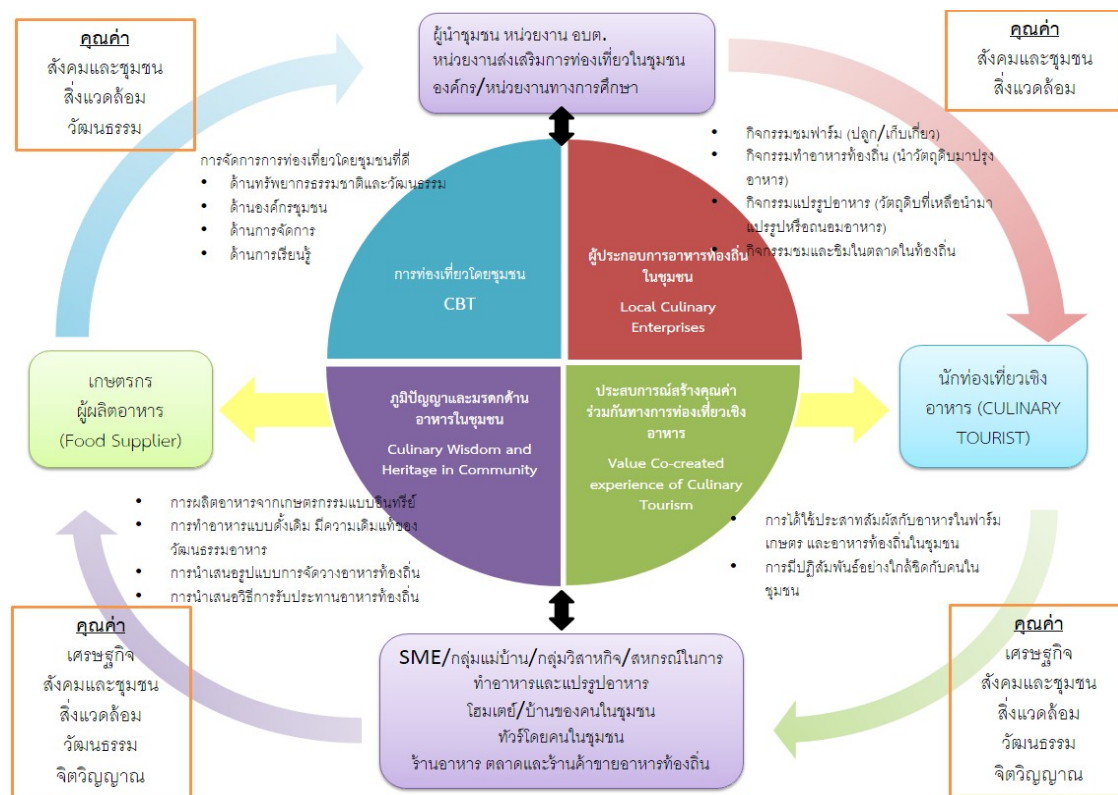 คุณค่า
สังคมและชุมชน
สิ่งแวดล้อม
วัฒนธรรม
ผู้นำชุมชน หน่วยงาน อบต.
หน่วยงานส่งเสริมการท่องเที่ยวในชุมชน
องค์กร/หน่วยงานทางการศึกษา
คุณค่า
สังคมและชุมชน
สิ่งแวดล้อม
การจัดการการท่องเที่ยวโดยชุมชนที่ดี
• ด้านทรัพยากรธรรมชาติและวัฒนธรรม
• ด้านองค์กรชุมชน
• ด้านการจัดการ
• ด้านการเรียนรู้
• กิจกรรมชมฟาร์ม (ปลูก/เก็บเกี่ยว)
• กิจกรรมทำอาหารท้องถิ่น (นำวัตถุดิบมาปรุง
อาหาร)
• กิจกรรมแปรรูปอาหาร (วัตถุดิบที่เหลือนำมา
แปรรูปหรือถนอมอาหาร)
• กิจกรรมชมและชิมในตลาดในท้องถิ่น
การท่องเที่ยวโดยชุมชน
CBT
ผู้ประกอบการอาหารท้องถิ่น
ในชุมชน
Local Culinary
Enterprises
เกษตรกร
ผู้ผลิตอาหาร
(Food Supplier)
ภูมิปัญญาและมรดกด้าน
อาหารในชุมชน
Culinary Wisdom and
Heritage in Community
ประสบการณ์สร้างคุณค่า
ร่วมกันทางการท่องเที่ยวเชิง
อาหาร
Value Co-created
experience of Culinary
Tourism
นักท่องเที่ยวเชิง
อาหาร (CULINARY
TOURIST)
• การผลิตอาหารจากเกษตรกรรมแบบอินทรีย์
• การทำอาหารแบบดั้งเดิม มีความเดิมแท้ของ
วัฒนธรรมอาหาร
• การนำเสนอรูปแบบการจัดวางอาหารท้องถิ่น
• การนำเสนอวิธีการรับประทานอาหารท้องถิ่น
• การได้ใช้ประสาทสัมผัสกับอาหารในฟาร์ม
เกษตร และอาหารท้องถิ่นในชุมชน
• การมีปฏิสัมพันธ์อย่างใกล้ชิดกับคนใน
ชุมชน
คุณค่า
เศรษฐกิจ
สังคมและชุมชน
สิ่งแวดล้อม
วัฒนธรรม
จิตวิญญาณ
SME/กลุ่มแม่บ้าน/กลุ่มวิสาหกิจ/สหกรณ์ในการ
ทำอาหารและแปรรูปอาหาร
โฮมเตย์/บ้านของคนในชุมชน
ทัวร์โดยคนในชุมชน
ร้านอาหาร ตลาดและร้านค้าขายอาหารท้องถิ่น
คุณค่า
เศรษฐกิจ
สังคมและชุมชน
สิ่งแวดล้อม
วัฒนธรรม
จิตวิญญาณ